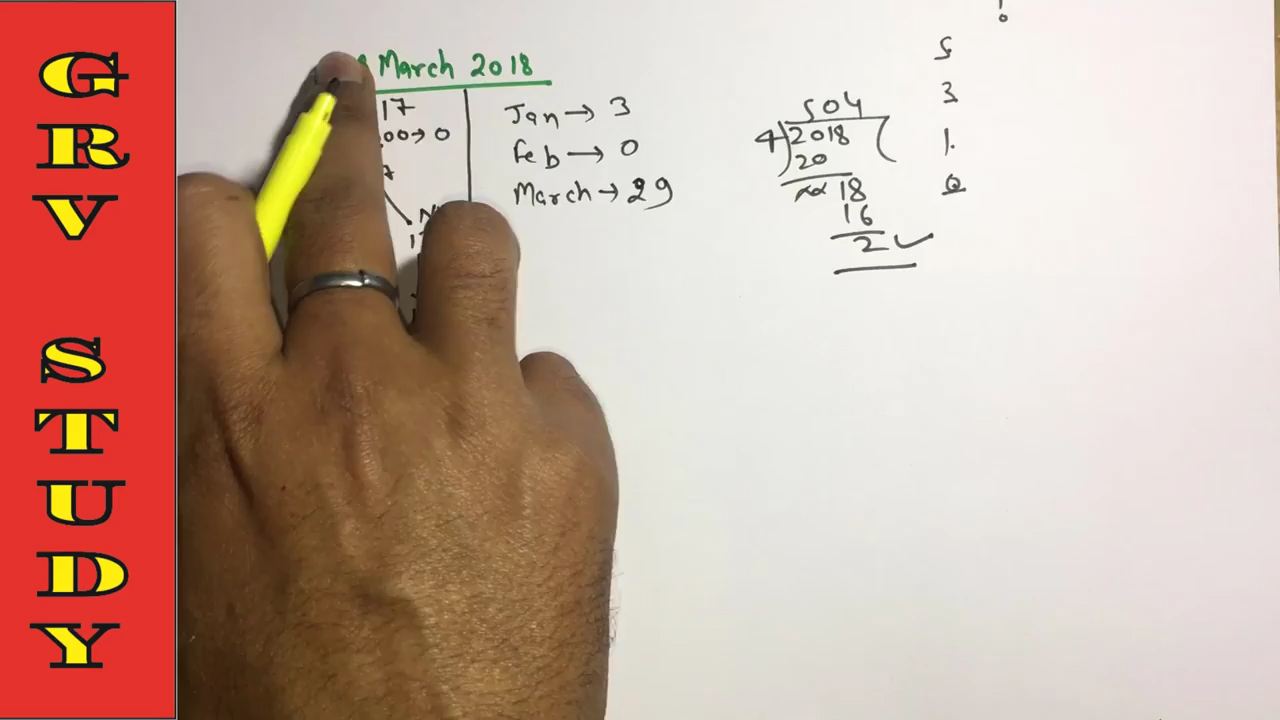 GRV STUDY
March 2018
17
00→0
Jan → 3
Feb → 0
March → 29
504
4)2018(
20
18
16
2✓
5
3
1.
0